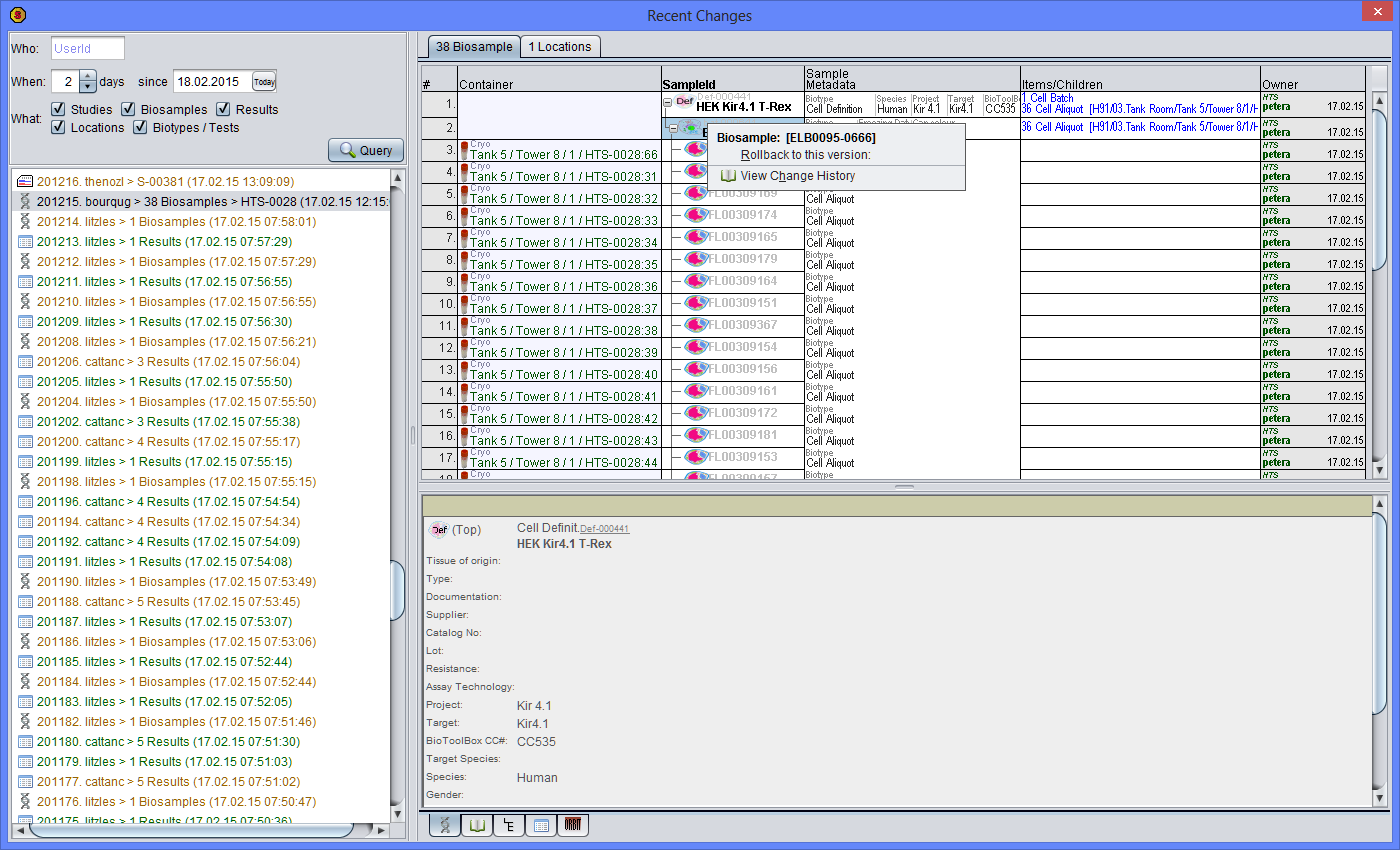 Recent Changes
Who: UserId
When: 2 days since 18.02.2015 Today
What: Studies Biosamples Results
Locations Biotypes / Tests
Query
201216. thenozl > S-00381 (17.02.15 13:09:09)
201215. bourqug > 38 Biosamples > HTS-0028 (17.02.15 12:15:
201214. litzles > 1 Biosamples (17.02.15 07:58:01)
201213. litzles > 1 Results (17.02.15 07:57:29)
201212. litzles > 1 Biosamples (17.02.15 07:57:29)
201211. litzles > 1 Results (17.02.15 07:56:55)
201210. litzles > 1 Biosamples (17.02.15 07:56:55)
201209. litzles > 1 Results (17.02.15 07:56:30)
201208. litzles > 1 Biosamples (17.02.15 07:56:21)
201206. cattanc > 3 Results (17.02.15 07:56:04)
201205. litzles > 1 Results (17.02.15 07:55:50)
201204. litzles > 1 Biosamples (17.02.15 07:55:50)
201202. cattanc > 3 Results (17.02.15 07:55:38)
201200. cattanc > 4 Results (17.02.15 07:55:17)
201199. litzles > 1 Results (17.02.15 07:55:15)
201198. litzles > 1 Biosamples (17.02.15 07:55:15)
201196. cattanc > 4 Results (17.02.15 07:54:54)
201194. cattanc > 4 Results (17.02.15 07:54:34)
201192. cattanc > 4 Results (17.02.15 07:54:09)
201191. litzles > 1 Results (17.02.15 07:54:08)
201190. litzles > 1 Biosamples (17.02.15 07:53:49)
201188. cattanc > 5 Results (17.02.15 07:53:45)
201187. litzles > 1 Results (17.02.15 07:53:07)
201186. litzles > 1 Biosamples (17.02.15 07:53:06)
201185. litzles > 1 Results (17.02.15 07:52:44)
201184. litzles > 1 Biosamples (17.02.15 07:52:44)
201183. litzles > 1 Results (17.02.15 07:52:05)
201182. litzles > 1 Biosamples (17.02.15 07:51:46)
201180. cattanc > 5 Results (17.02.15 07:51:30)
201179. litzles > 1 Results (17.02.15 07:51:03)
201177. cattanc > 5 Results (17.02.15 07:51:02)
201176. litzles > 1 Biosamples (17.02.15 07:50:47)
201175. litzles > 1 Results (17.02.15 07:50:36)
38 Biosample 1 Locations
# Container SampleId Sample Metadata Items/Children Owner
Def-000441 Biotype Species Project Target BioToolB 1 Cell Batch HTS
1. Def HEK Kir4.1 T-Rex Cell Definition Human Kir 4.1 Kir4.1 CC535 36 Cell Aliquot [H91/03.Tank Room/Tank 5/Tower 8/1/H petera 17.02.15
2. 36 Cell Aliquot [H91/03.Tank Room/Tank 5/Tower 8/1/H HTS petera 17.02.15
Biosample: [ELB0095-0666]
Rollback to this version:
View Change History
3. Cryo Tank 5 / Tower 8 / 1 / HTS-0028:66 HTS petera 17.02.15
4. Cryo Tank 5 / Tower 8 / 1 / HTS-0028:31 HTS petera 17.02.15
5. Cryo Tank 5 / Tower 8 / 1 / HTS-0028:32 FL00309169 Biotype Cell Aliquot HTS petera 17.02.15
6. Cryo Tank 5 / Tower 8 / 1 / HTS-0028:33 FL00309174 Biotype Cell Aliquot HTS petera 17.02.15
7. Cryo Tank 5 / Tower 8 / 1 / HTS-0028:34 FL00309165 Biotype Cell Aliquot HTS petera 17.02.15
8. Cryo Tank 5 / Tower 8 / 1 / HTS-0028:35 FL00309179 Biotype Cell Aliquot HTS petera 17.02.15
9. Cryo Tank 5 / Tower 8 / 1 / HTS-0028:36 FL00309164 Biotype Cell Aliquot HTS petera 17.02.15
10. Cryo Tank 5 / Tower 8 / 1 / HTS-0028:37 FL00309151 Biotype Cell Aliquot HTS petera 17.02.15
11. Cryo Tank 5 / Tower 8 / 1 / HTS-0028:38 FL00309367 Biotype Cell Aliquot HTS petera 17.02.15
12. Cryo Tank 5 / Tower 8 / 1 / HTS-0028:39 FL00309154 Biotype Cell Aliquot HTS petera 17.02.15
13. Cryo Tank 5 / Tower 8 / 1 / HTS-0028:40 FL00309156 Biotype Cell Aliquot HTS petera 17.02.15
14. Cryo Tank 5 / Tower 8 / 1 / HTS-0028:41 FL00309161 Biotype Cell Aliquot HTS petera 17.02.15
15. Cryo Tank 5 / Tower 8 / 1 / HTS-0028:42 FL00309172 Biotype Cell Aliquot HTS petera 17.02.15
16. Cryo Tank 5 / Tower 8 / 1 / HTS-0028:43 FL00309181 Biotype Cell Aliquot HTS petera 17.02.15
17. Cryo Tank 5 / Tower 8 / 1 / HTS-0028:44 FL00309153 Biotype Cell Aliquot HTS petera 17.02.15
Cryo Biotype HTS
Def (Top) Cell Definit. Def-000441
HEK Kir4.1 T-Rex
Tissue of origin:
Type:
Documentation:
Supplier:
Catalog No:
Lot:
Resistance:
Assay Technology:
Project: Kir 4.1
Target: Kir4.1
BioToolBox CC#: CC535
Target Species:
Species: Human
Gender: